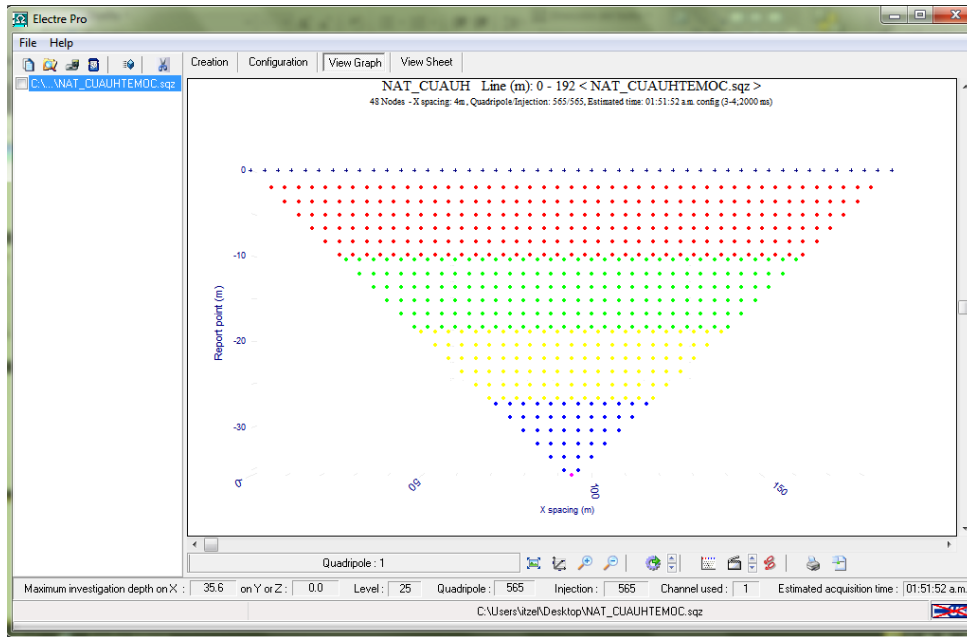 Electre Pro
File Help
C:\...\NAT_CUAUHTEMOC.sqz
Creation Configuration View Graph View Sheet
NAT_CUAUH Line (m): 0 - 192 < NAT_CUAUHTEMOC.sqz >
48 Nodes - X spacing: 4m, Quadripole/Injection: 565/565, Estimated time: 01:51:52 a.m. config (3-4;2000 ms)
0
-10
-20
-30
Report point (m)
0 50 100 150
X spacing (m)
Quadripole : 1
Maximum investigation depth on X : 35.6 on Y or Z : 0.0 Level : 25 Quadripole : 565 Injection : 565 Channel used : 1 Estimated acquisition time : 01:51:52 a.m.
C:\Users\itzel\Desktop\NAT_CUAUHTEMOC.sqz